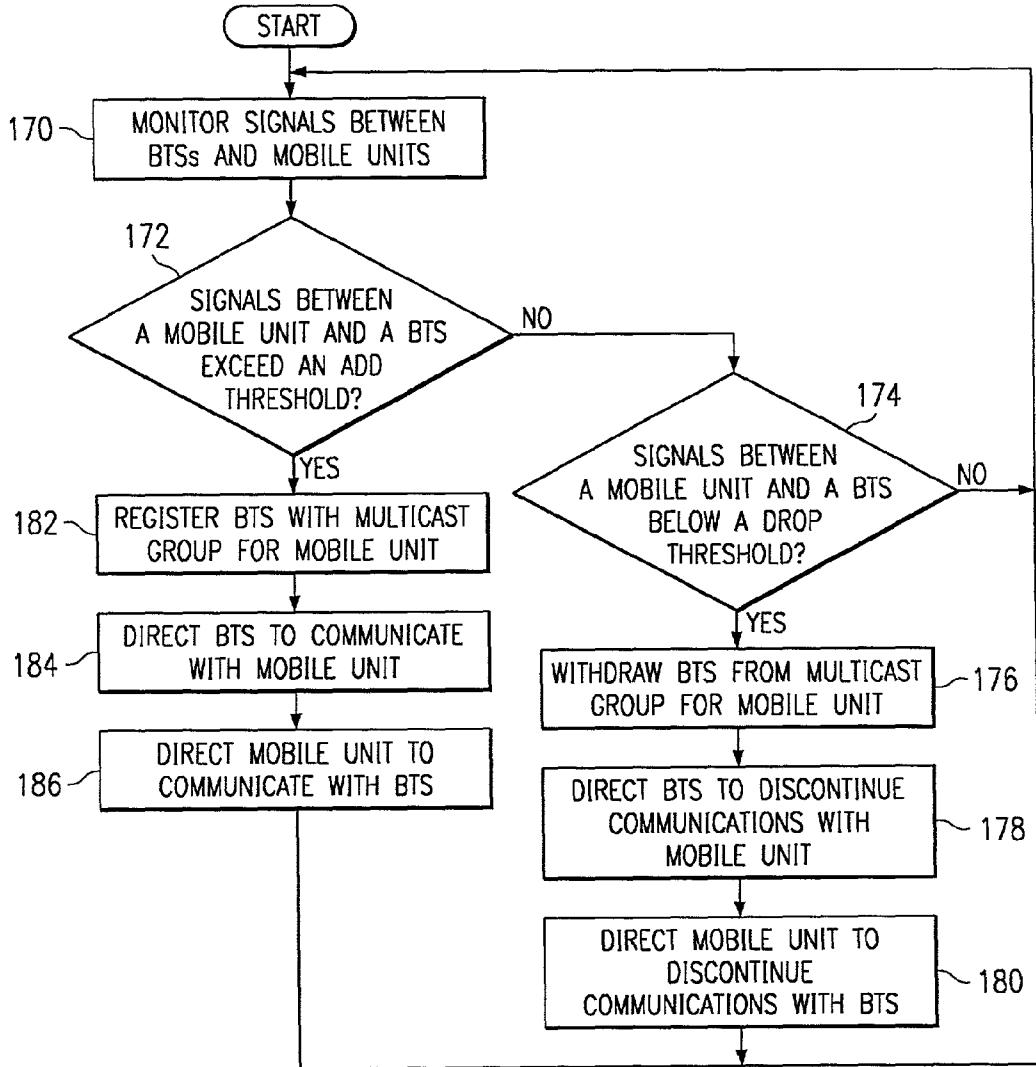 START
170
MONITOR SIGNALS BETWEEN
BTSs AND MOBILE UNITS
172
SIGNALS BETWEEN
A MOBILE UNIT AND A BTS
EXCEED AN ADD
THRESHOLD?
NO
YES
174
SIGNALS BETWEEN
A MOBILE UNIT AND A BTS
BELOW A DROP
THRESHOLD?
NO
YES
182
REGISTER BTS WITH MULTICAST
GROUP FOR MOBILE UNIT
184
DIRECT BTS TO COMMUNICATE
WITH MOBILE UNIT
186
DIRECT MOBILE UNIT TO
COMMUNICATE WITH BTS
WITHDRAW BTS FROM MULTICAST
GROUP FOR MOBILE UNIT
176
DIRECT BTS TO DISCONTINUE
COMMUNICATIONS WITH
MOBILE UNIT
178
DIRECT MOBILE UNIT TO
DISCONTINUE
COMMUNICATIONS WITH BTS
180